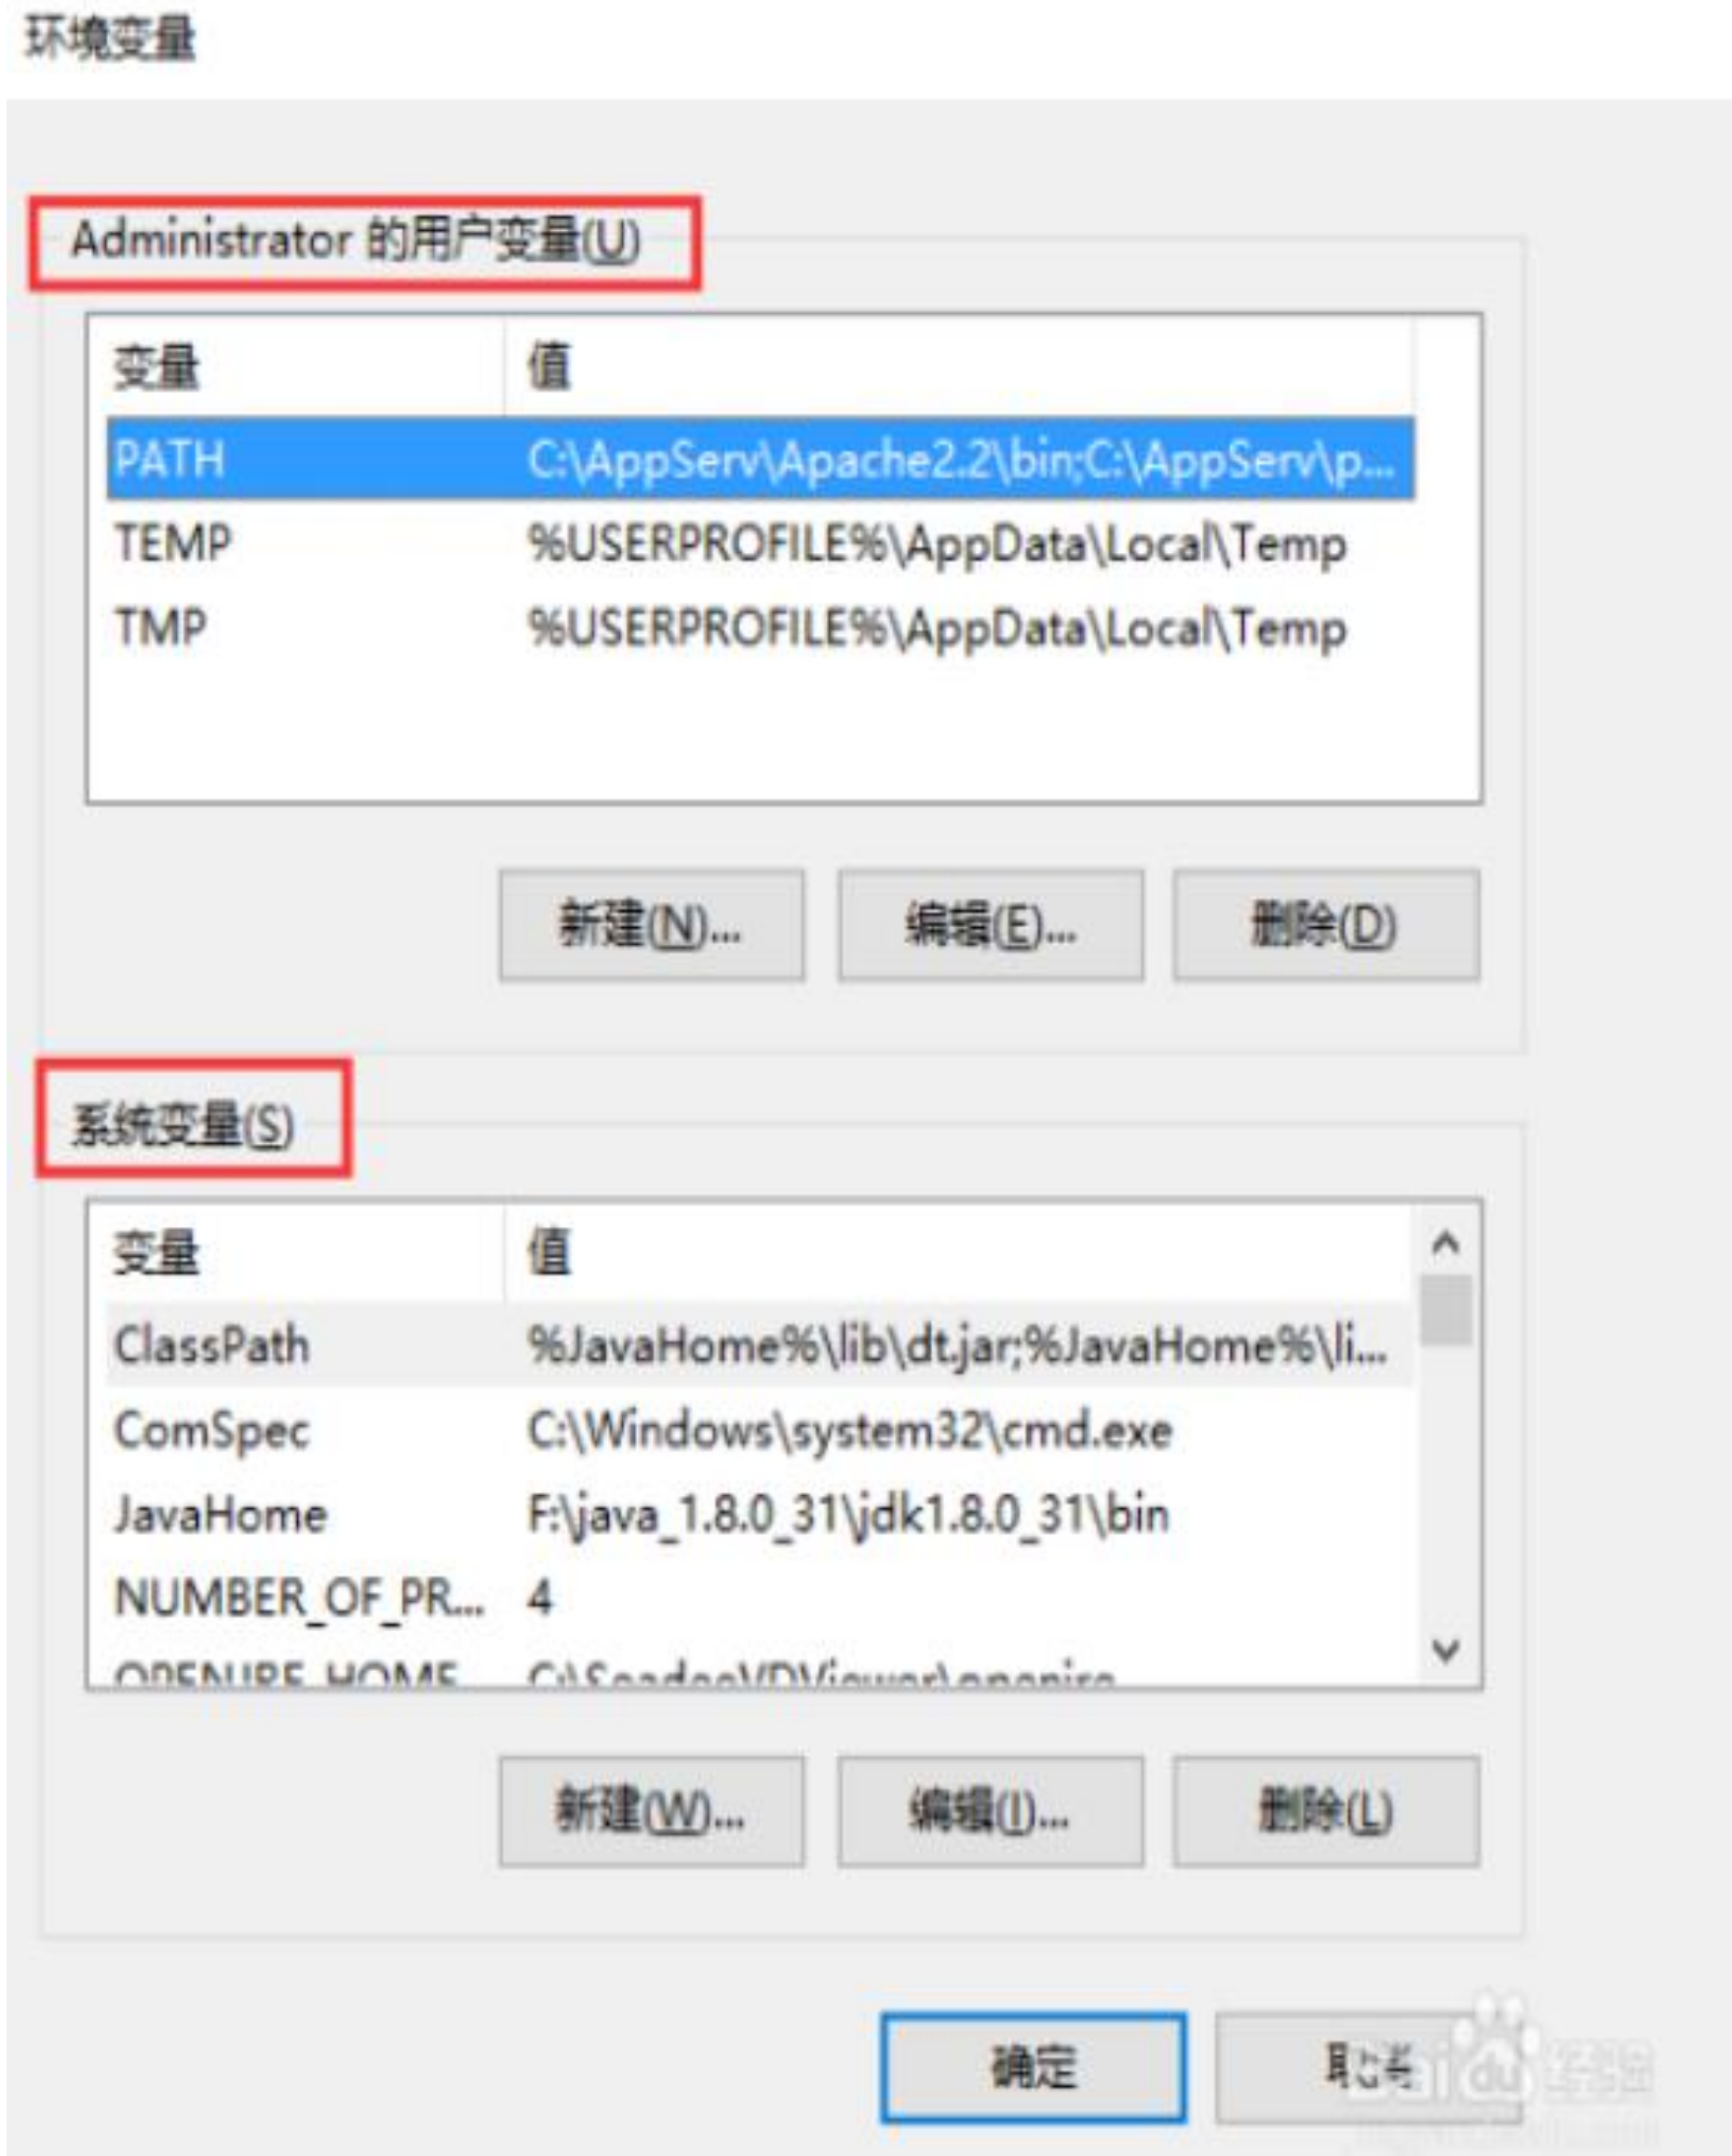 环境变量
Administrator 的用户变量(U)
变量 值
PATH C:\AppServ\Apache2.2\bin;C:\AppServ\p...
TEMP %USERPROFILE%\AppData\Local\Temp
TMP %USERPROFILE%\AppData\Local\Temp
新建(N)... 编辑(E)... 删除(D)
系统变量(S)
变量 值
ClassPath %JavaHome%\lib\dt.jar;%JavaHome%\li...
ComSpec C:\Windows\system32\cmd.exe
JavaHome F:\java_1.8.0_31\jdk1.8.0_31\bin
NUMBER_OF_PR... 4
新建(W)... 编辑(I)... 删除(L)
确定
Baidu 经验